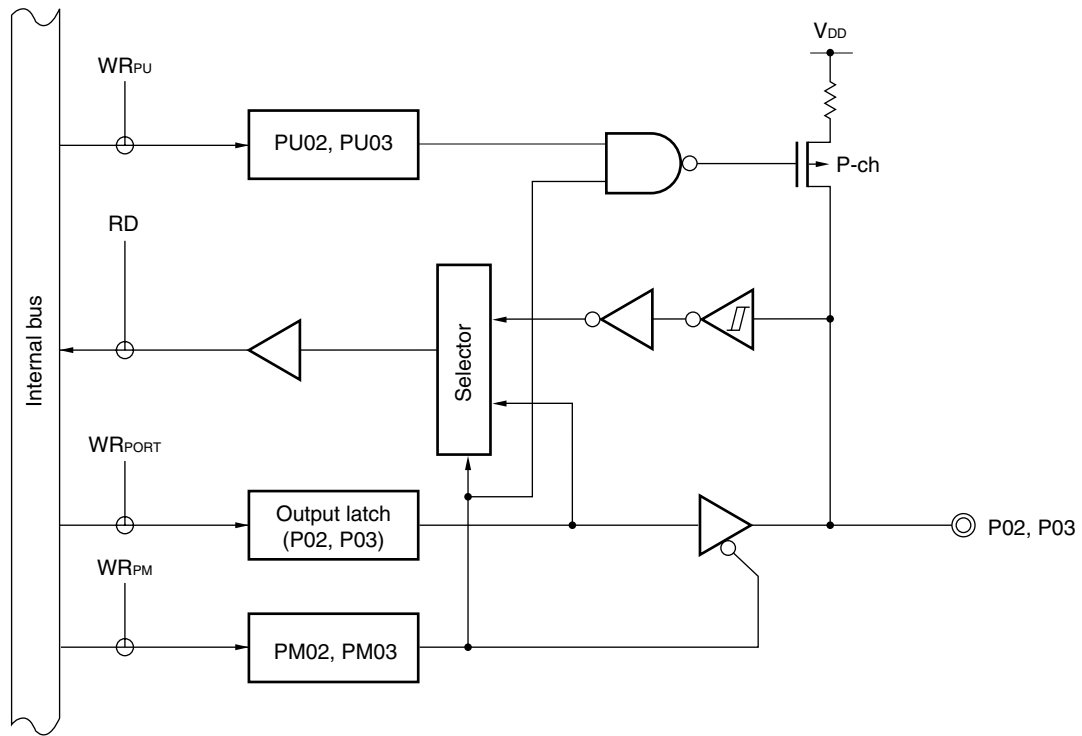 VDD
WRPU
PU02, PU03
P-ch
RD
Internal bus
Selector
WRPORT
Output latch
(P02, P03)
P02, P03
WRPM
PM02, PM03